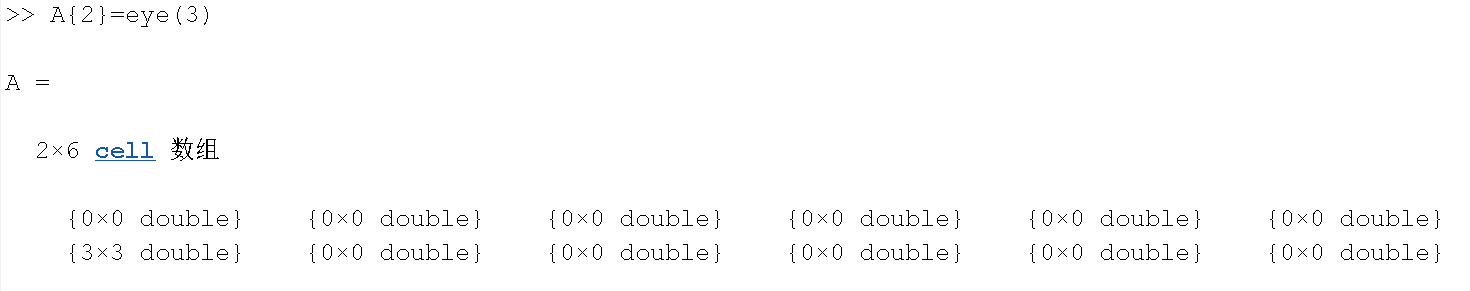 >> A{2}=eye(3)
A =
2×6 cell 数组
{0×0 double} {0×0 double} {0×0 double} {0×0 double} {0×0 double} {0×0 double}
{3×3 double} {0×0 double} {0×0 double} {0×0 double} {0×0 double} {0×0 double}